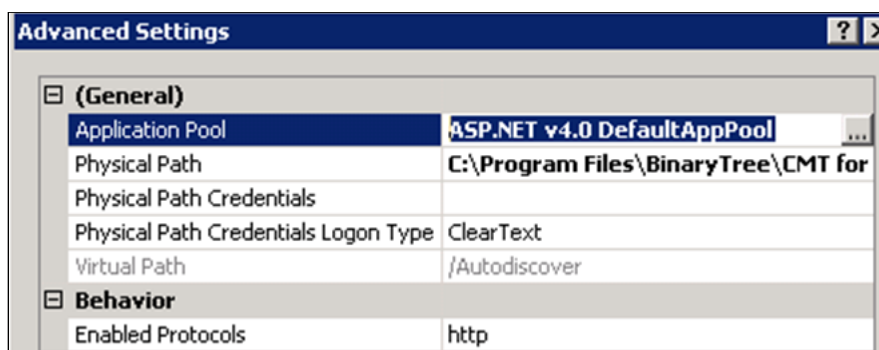 Advanced Settings
(General)
Application Pool ASP.NET v4.0 DefaultAppPool ...
Physical Path C:\Program Files\BinaryTree\CMT for
Physical Path Credentials
Physical Path Credentials Logon Type ClearText
Virtual Path /Autodiscover
Behavior
Enabled Protocols http